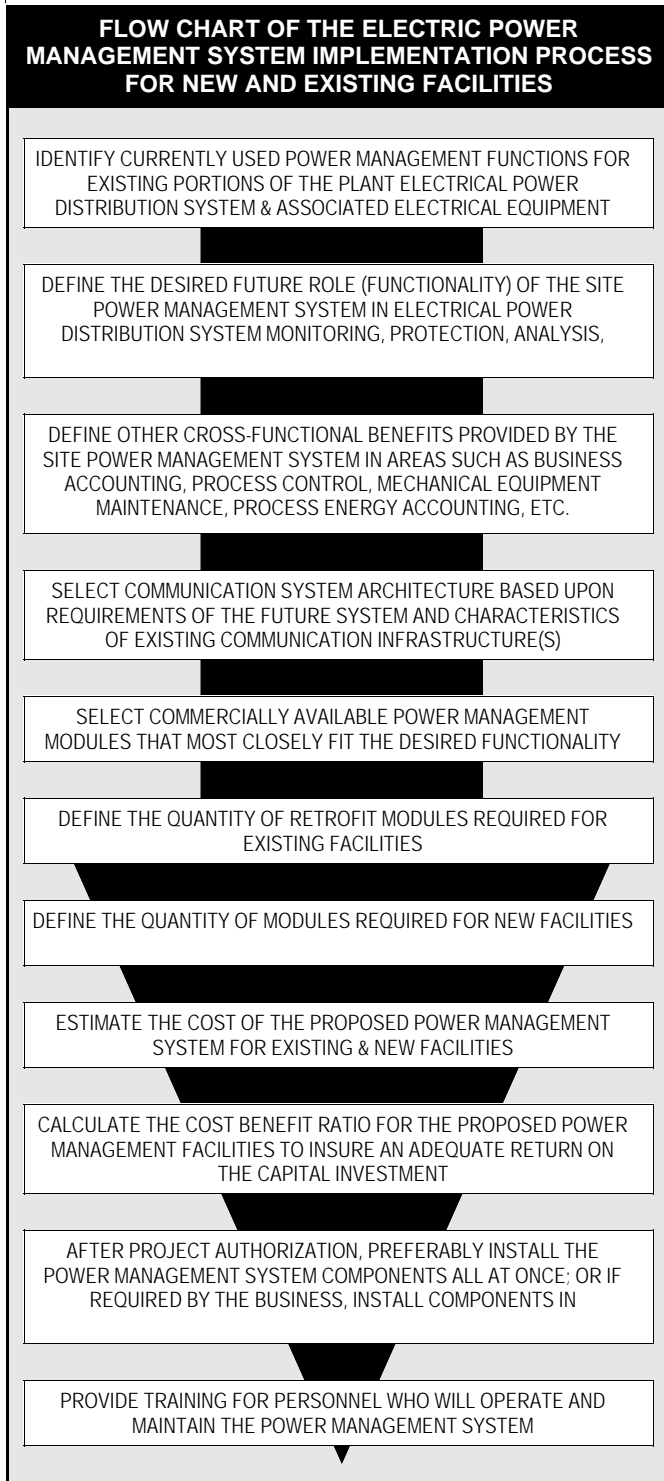 FLOW CHART OF THE ELECTRIC POWER
MANAGEMENT SYSTEM IMPLEMENTATION PROCESS
FOR NEW AND EXISTING FACILITIES
IDENTIFY CURRENTLY USED POWER MANAGEMENT FUNCTIONS FOR
EXISTING PORTIONS OF THE PLANT ELECTRICAL POWER
DISTRIBUTION SYSTEM & ASSOCIATED ELECTRICAL EQUIPMENT
DEFINE THE DESIRED FUTURE ROLE (FUNCTIONALITY) OF THE SITE
POWER MANAGEMENT SYSTEM IN ELECTRICAL POWER
DISTRIBUTION SYSTEM MONITORING, PROTECTION, ANALYSIS,
DEFINE OTHER CROSS-FUNCTIONAL BENEFITS PROVIDED BY THE
SITE POWER MANAGEMENT SYSTEM IN AREAS SUCH AS BUSINESS
ACCOUNTING, PROCESS CONTROL, MECHANICAL EQUIPMENT
MAINTENANCE, PROCESS ENERGY ACCOUNTING, ETC.
SELECT COMMUNICATION SYSTEM ARCHITECTURE BASED UPON
REQUIREMENTS OF THE FUTURE SYSTEM AND CHARACTERISTICS
OF EXISTING COMMUNICATION INFRASTRUCTURE(S)
SELECT COMMERCIALLY AVAILABLE POWER MANAGEMENT
MODULES THAT MOST CLOSELY FIT THE DESIRED FUNCTIONALITY
DEFINE THE QUANTITY OF RETROFIT MODULES REQUIRED FOR
EXISTING FACILITIES
DEFINE THE QUANTITY OF MODULES REQUIRED FOR NEW FACILITIES
ESTIMATE THE COST OF THE PROPOSED POWER MANAGEMENT
SYSTEM FOR EXISTING & NEW FACILITIES
CALCULATE THE COST BENEFIT RATIO FOR THE PROPOSED POWER
MANAGEMENT FACILITIES TO INSURE AN ADEQUATE RETURN ON
THE CAPITAL INVESTMENT
AFTER PROJECT AUTHORIZATION, PREFERABLY INSTALL THE
POWER MANAGEMENT SYSTEM COMPONENTS ALL AT ONCE; OR IF
REQUIRED BY THE BUSINESS, INSTALL COMPONENTS IN
PROVIDE TRAINING FOR PERSONNEL WHO WILL OPERATE AND
MAINTAIN THE POWER MANAGEMENT SYSTEM